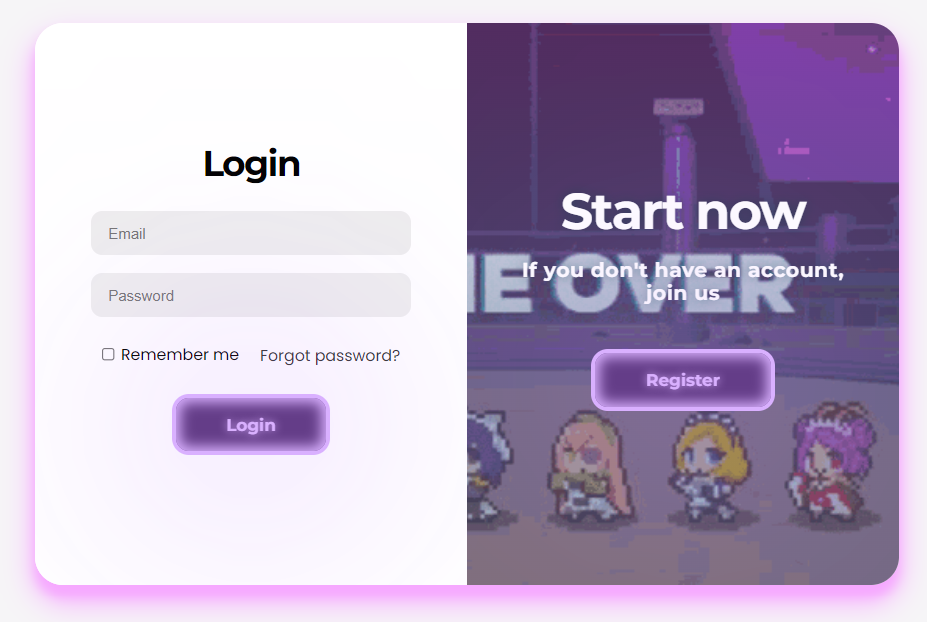 Login
Email
Password
Remember me Forgot password?
Login
Start now
If you don't have an account,
join us
E OVER
Register